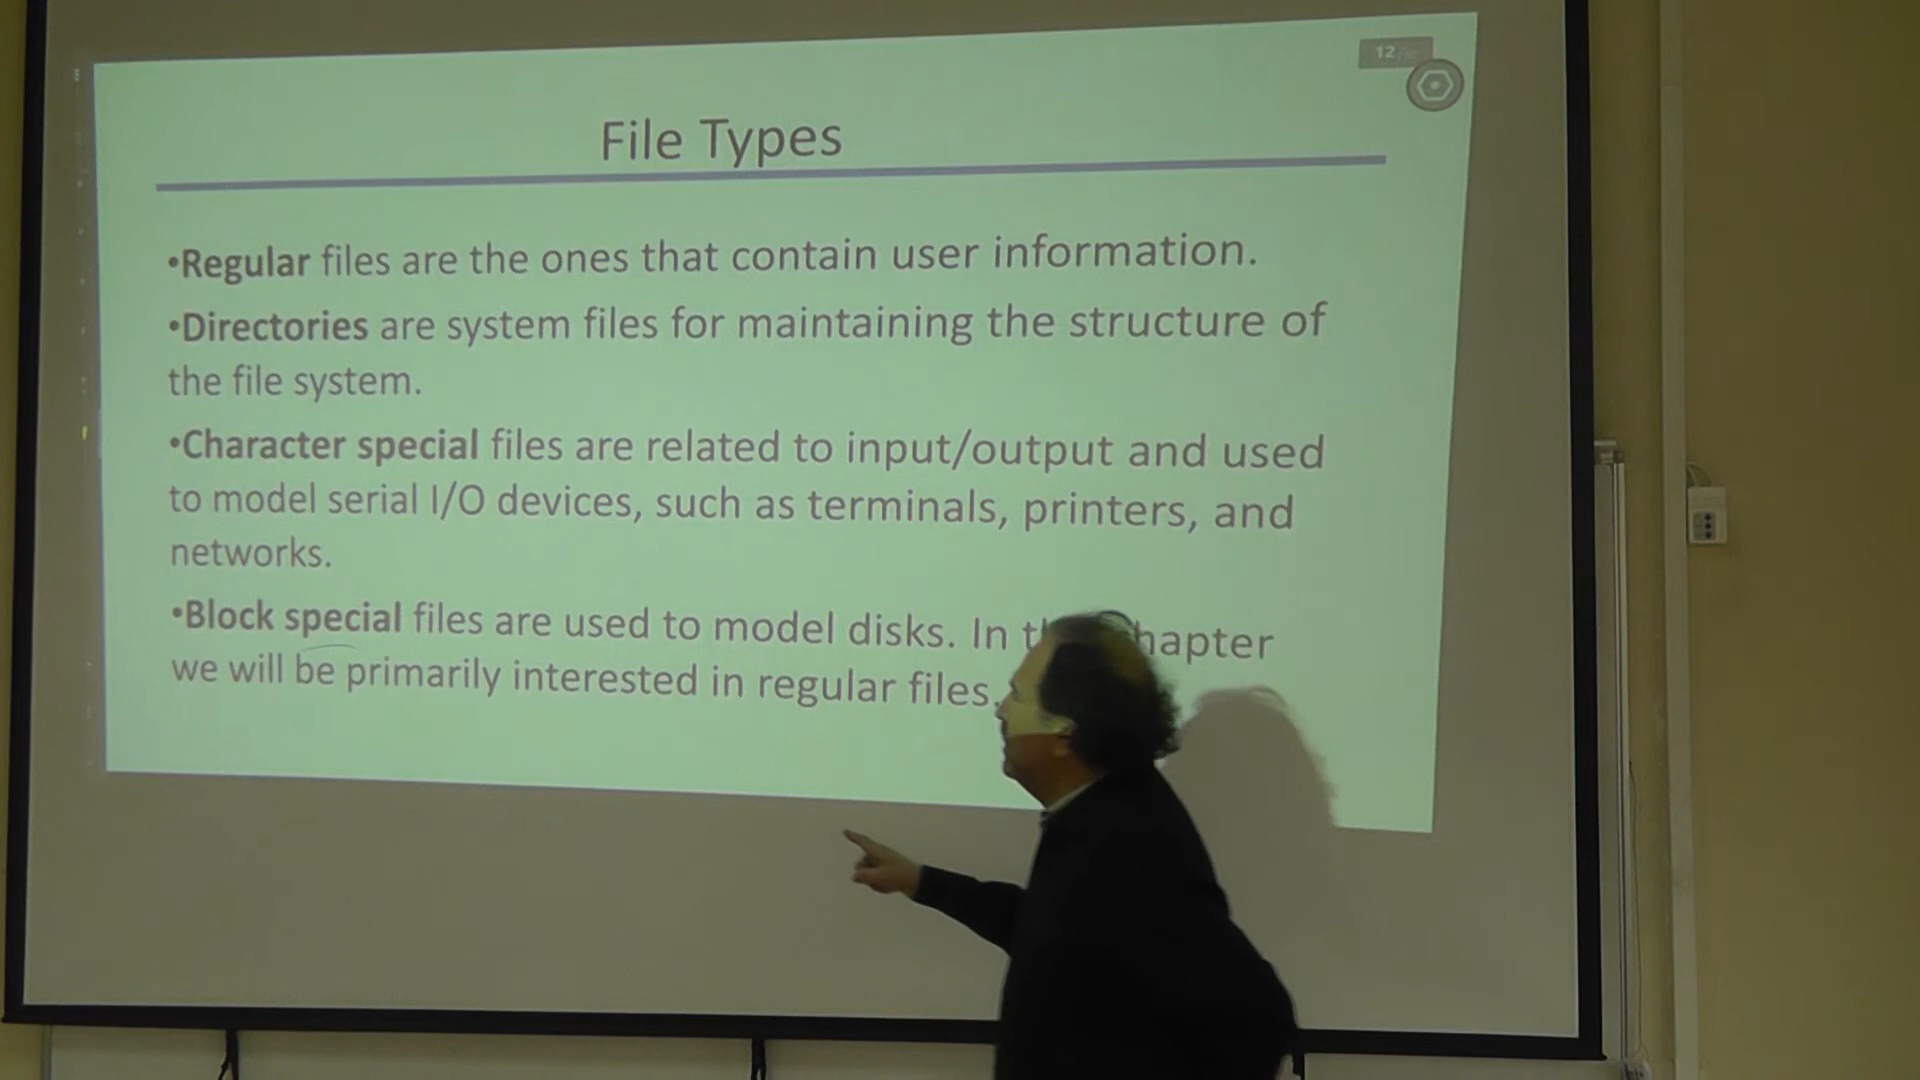 12
File Types
•Regular files are the ones that contain user information.
•Directories are system files for maintaining the structure of
the file system.
•Character special files are related to input/output and used
to model serial I/O devices, such as terminals, printers, and
networks.
•Block special files are used to model disks. In hapter
we will be primarily interested in regular files.